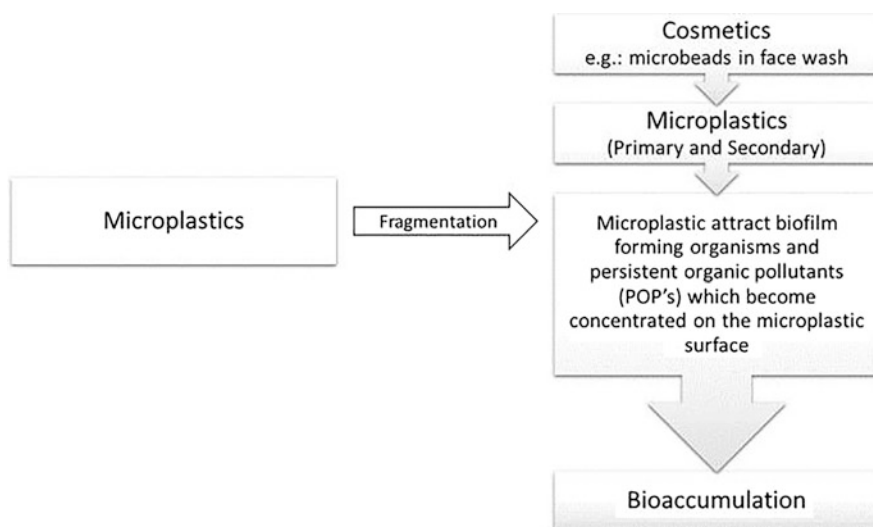 Cosmetics
e.g.: microbeads in face wash
Microplastics
(Primary and Secondary)
Microplastics
Fragmentation
Microplastic attract biofilm
forming organisms and
persistent organic pollutants
(POP's) which become
concentrated on the microplastic
surface
Bioaccumulation